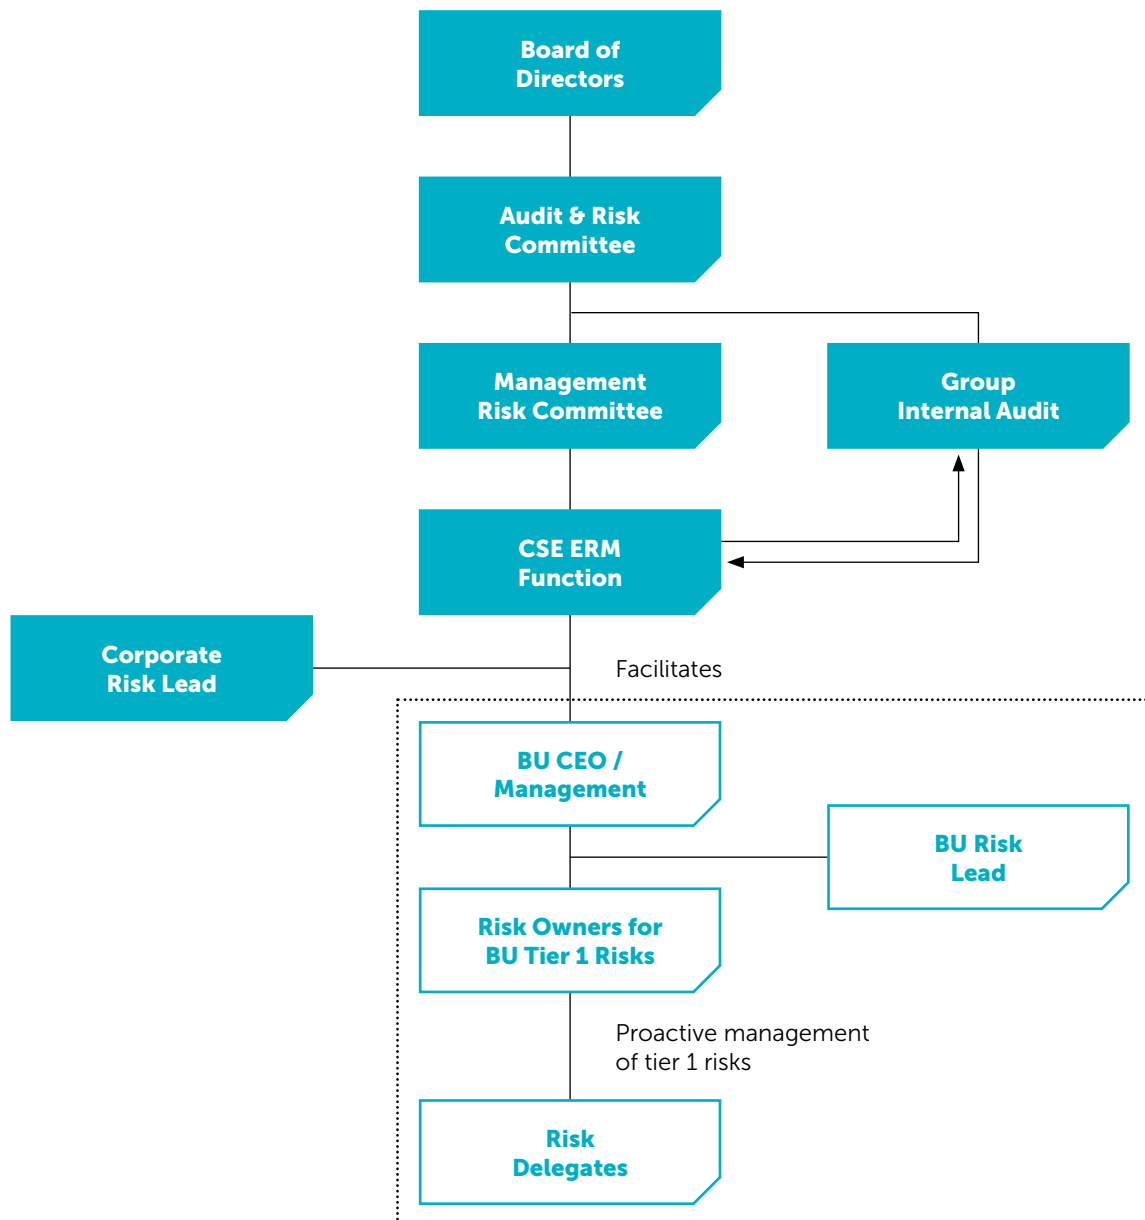 Board of
Directors
Audit & Risk
Committee
Management
Risk Committee
Group
Internal Audit
CSE ERM
Function
Corporate
Risk Lead
Facilitates
BU CEO /
Management
BU Risk
Lead
Risk Owners for
BU Tier 1 Risks
Proactive management
of tier 1 risks
Risk
Delegates